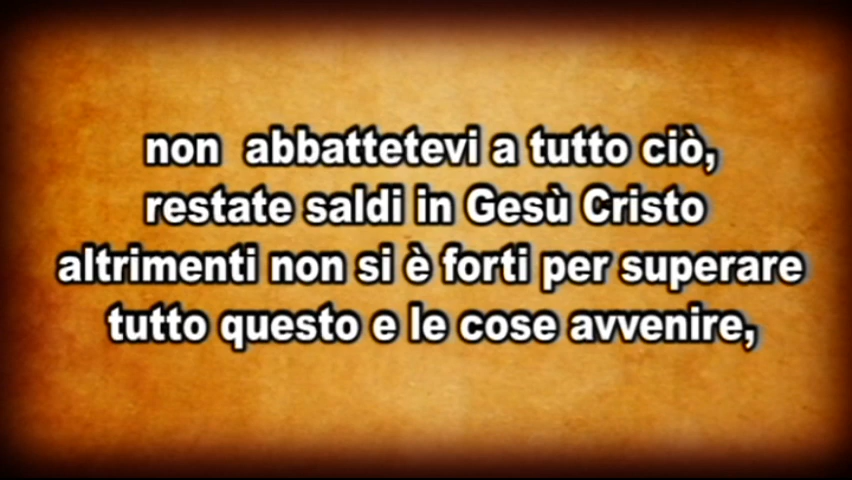 non  abbattetevi a tutto ciò,
restate saldi in Gesù Cristo
altrimenti non si è forti per superare
tutto questo e le cose avvenire,